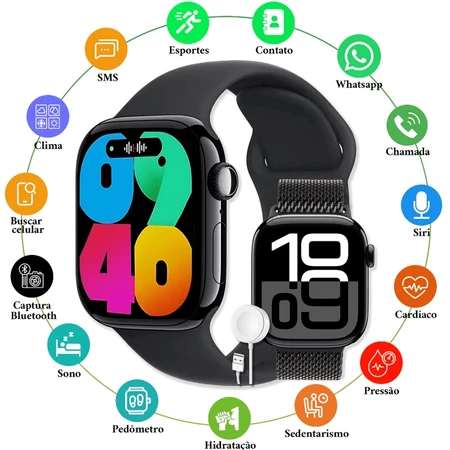 Esportes
Contato
SMS
Whatsapp
Clima
Chamada
Buscar
celular
Siri
Captura
Bluetooth
Cardíaco
Sono
Pressão
Pedômetro
Sedentarismo
Hidratação
09
40
10
09